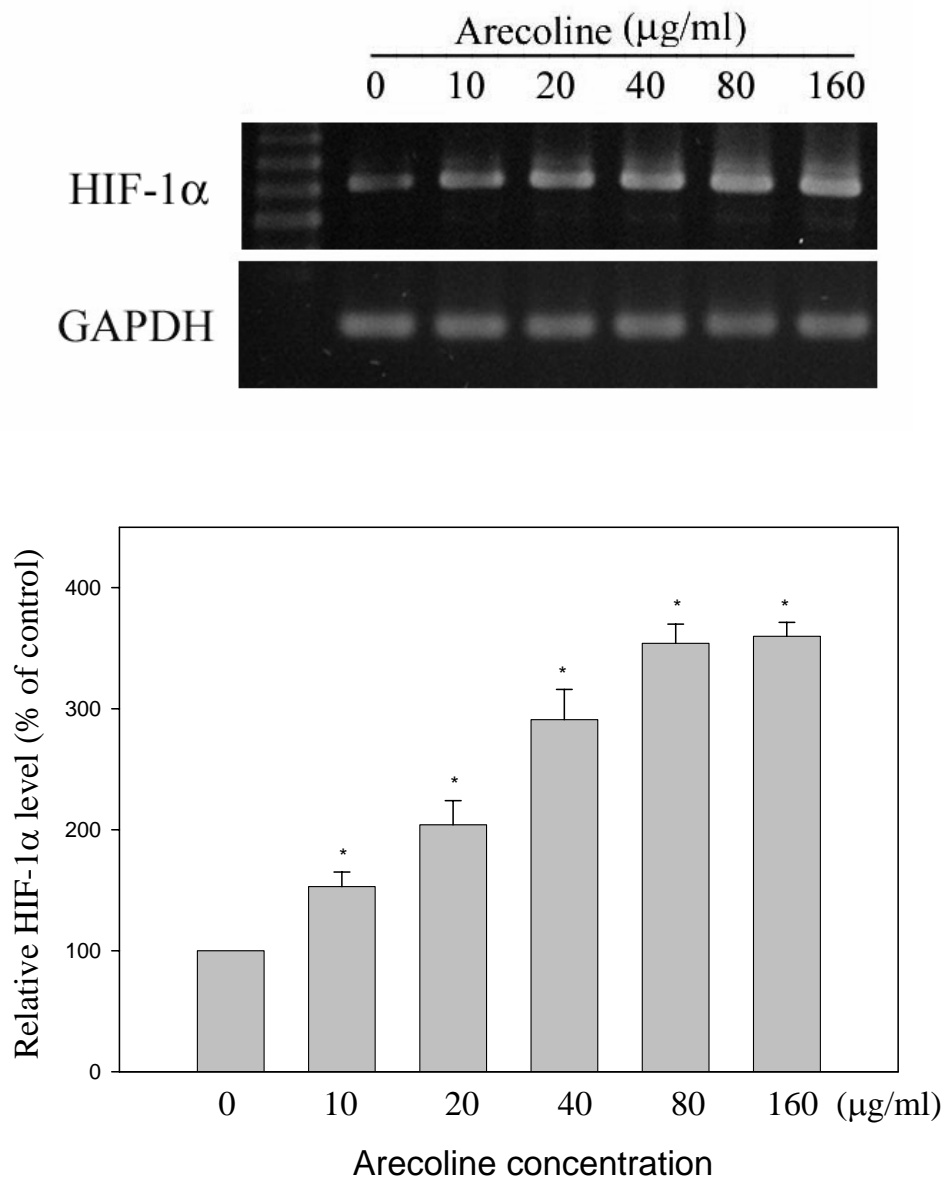 Arecoline (μg/ml)
0 10 20 40 80 160
HIF-1α
GAPDH
Relative HIF-1α level (% of control)
400
300
200
100
0
* * * * *
0 10 20 40 80 160 (μg/ml)
Arecoline concentration